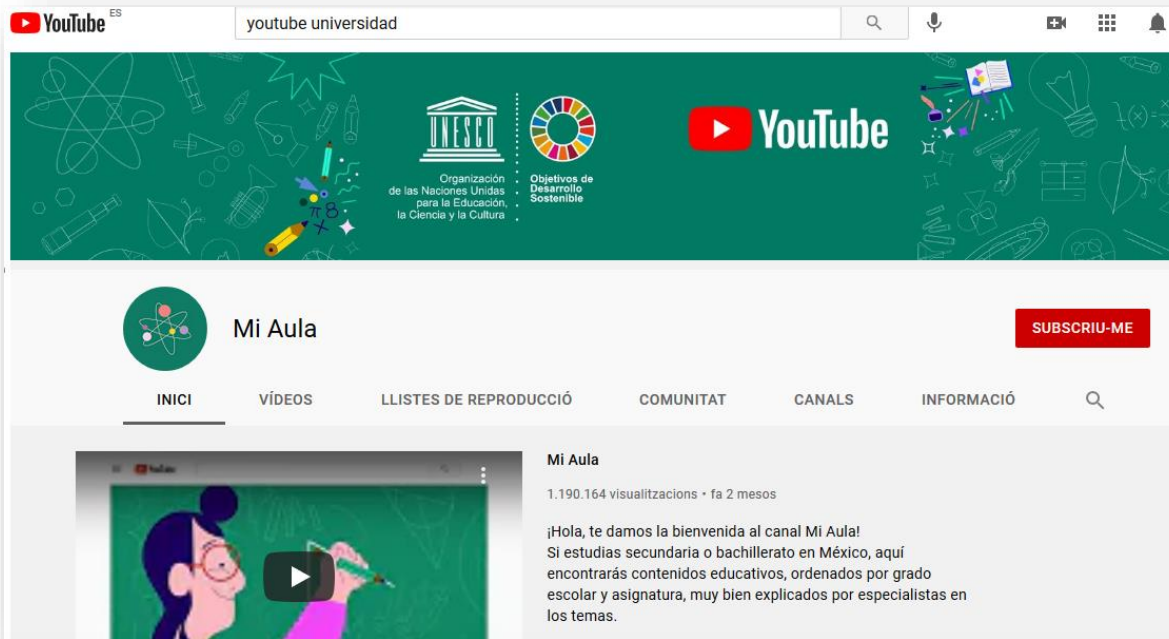 YouTube ES
youtube universidad
UNESCO
Organización
de las Naciones Unidas
para la Educación,
la Ciencia y la Cultura
Objetivos de
Desarrollo
Sostenible
YouTube
Mi Aula
SUBSCRIU-ME
INICI VÍDEOS LLISTES DE REPRODUCCIÓ COMUNITAT CANALS INFORMACIÓ
YouTube
Mi Aula
1.190.164 visualitzacions • fa 2 mesos
¡Hola, te damos la bienvenida al canal Mi Aula!
Si estudias secundaria o bachillerato en México, aquí
encontrarás contenidos educativos, ordenados por grado
escolar y asignatura, muy bien explicados por especialistas en
los temas.